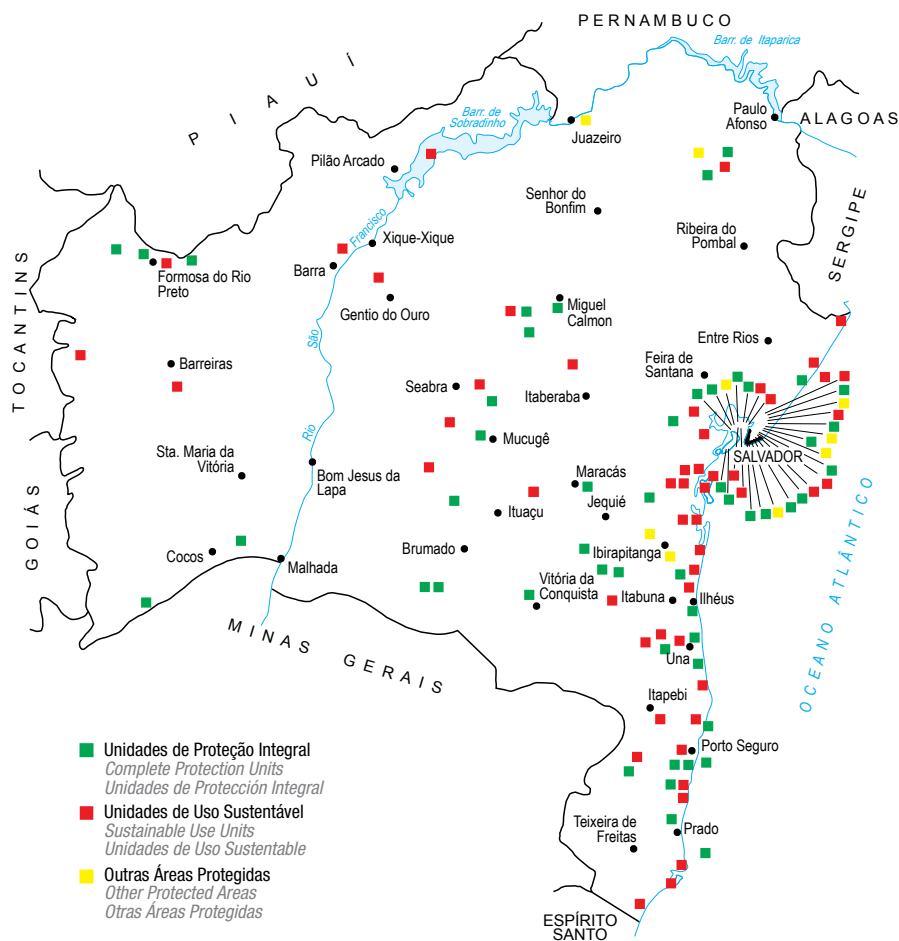 PERNAMBUCO
Barr. de Itaparica
PIAUÍ
Barr. de
Sobradinho
Paulo
Afonso
ALAGOAS
Juazeiro
Pilão Arcado
Senhor do
Bonfim
SERGIPE
Francisco
Xique-Xique
Ribeira do
Pombal
Barra
Formosa do Rio
Preto
Gentio do Ouro
Miguel
Calmon
TOCANTINS
São
Entre Rios
Barreiras
Feira de
Santana
Seabra
Itaberaba
Mucugê
Rio
SALVADOR
Sta. Maria da
Vitória
Bom Jesus da
Lapa
Maracás
GOIÁS
Ituaçu
Jequié
OCEANO ATLÂNTICO
Brumado
Ibirapitanga
Cocos
Malhada
Vitória da
Conquista
Itabuna
Ilhéus
MINAS GERAIS
Una
Itapebi
Porto Seguro
Unidades de Proteção Integral
Complete Protection Units
Unidades de Protección Integral
Unidades de Uso Sustentável
Sustainable Use Units
Unidades de Uso Sustentable
Teixeira de
Freitas
Prado
Outras Áreas Protegidas
Other Protected Areas
Otras Áreas Protegidas
ESPÍRITO
SANTO